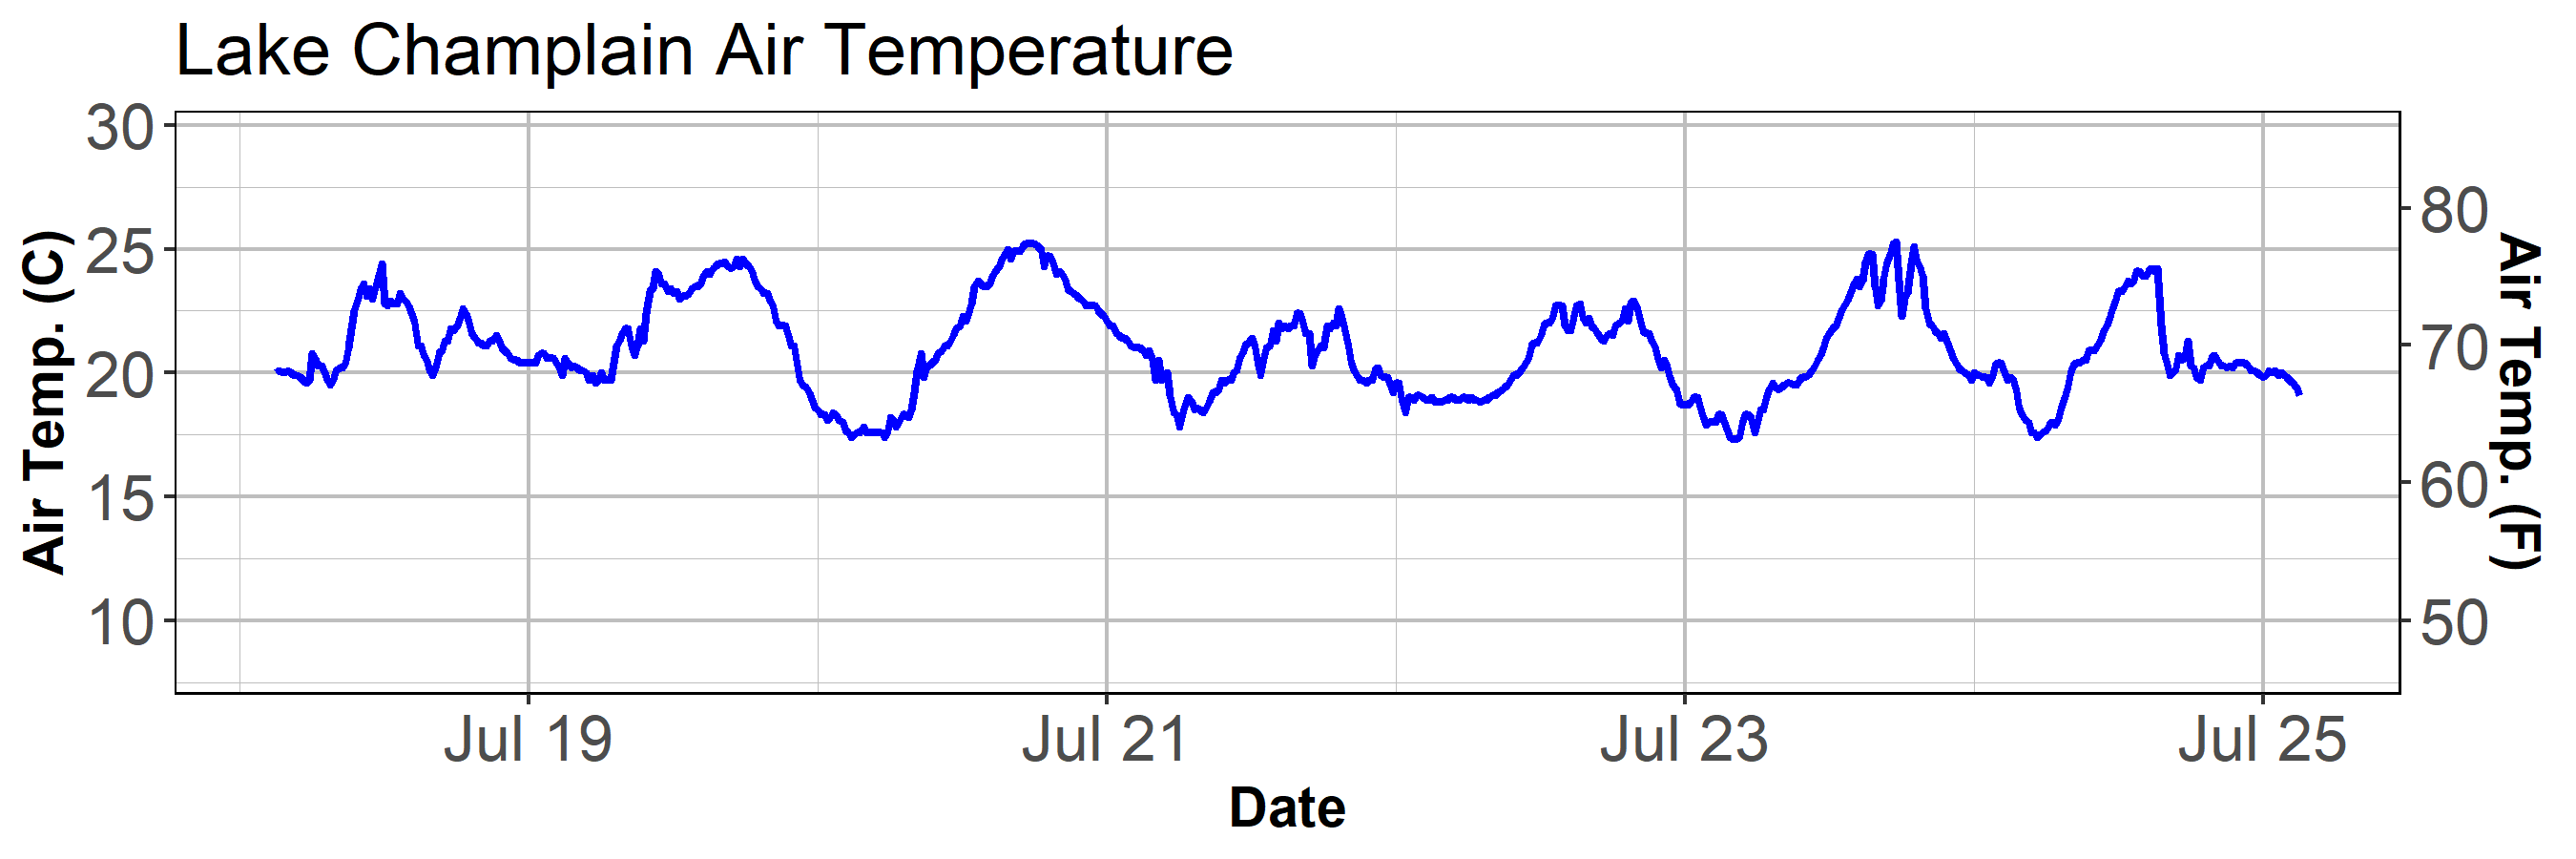 Lake Champlain Air Temperature
30
25
20
15
10
Air Temp. (C)
80
70
60
50
Air Temp. (F)
Jul 19 Jul 21 Jul 23 Jul 25
Date